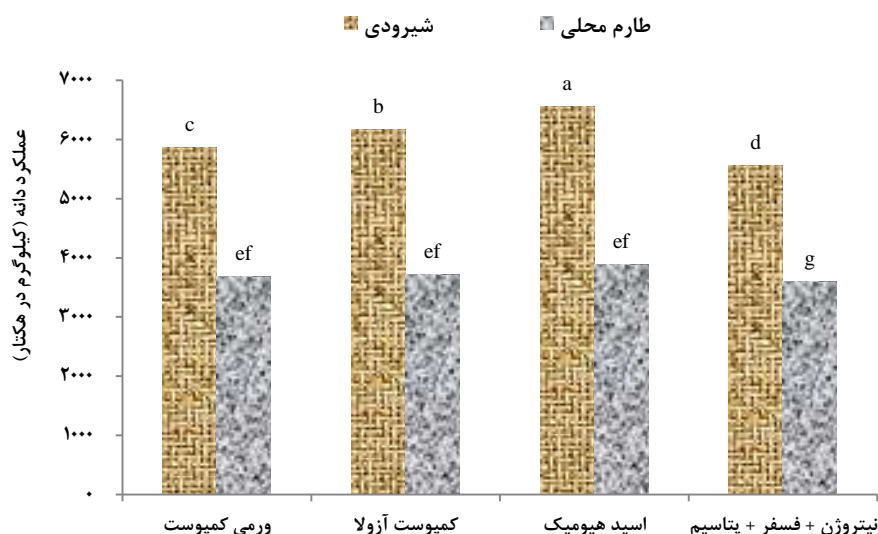 شیرودی
طارم محلی
عملکرد دانه (کیلوگرم در هکتار)
۷۰۰۰
۶۰۰۰
۵۰۰۰
۴۰۰۰
۳۰۰۰
۲۰۰۰
۱۰۰۰
۰
c
ef
b
ef
a
ef
d
g
ورمی کمپوست
کمپوست آزولا
اسید هیومیک
نیتروژن + فسفر + پتاسیم